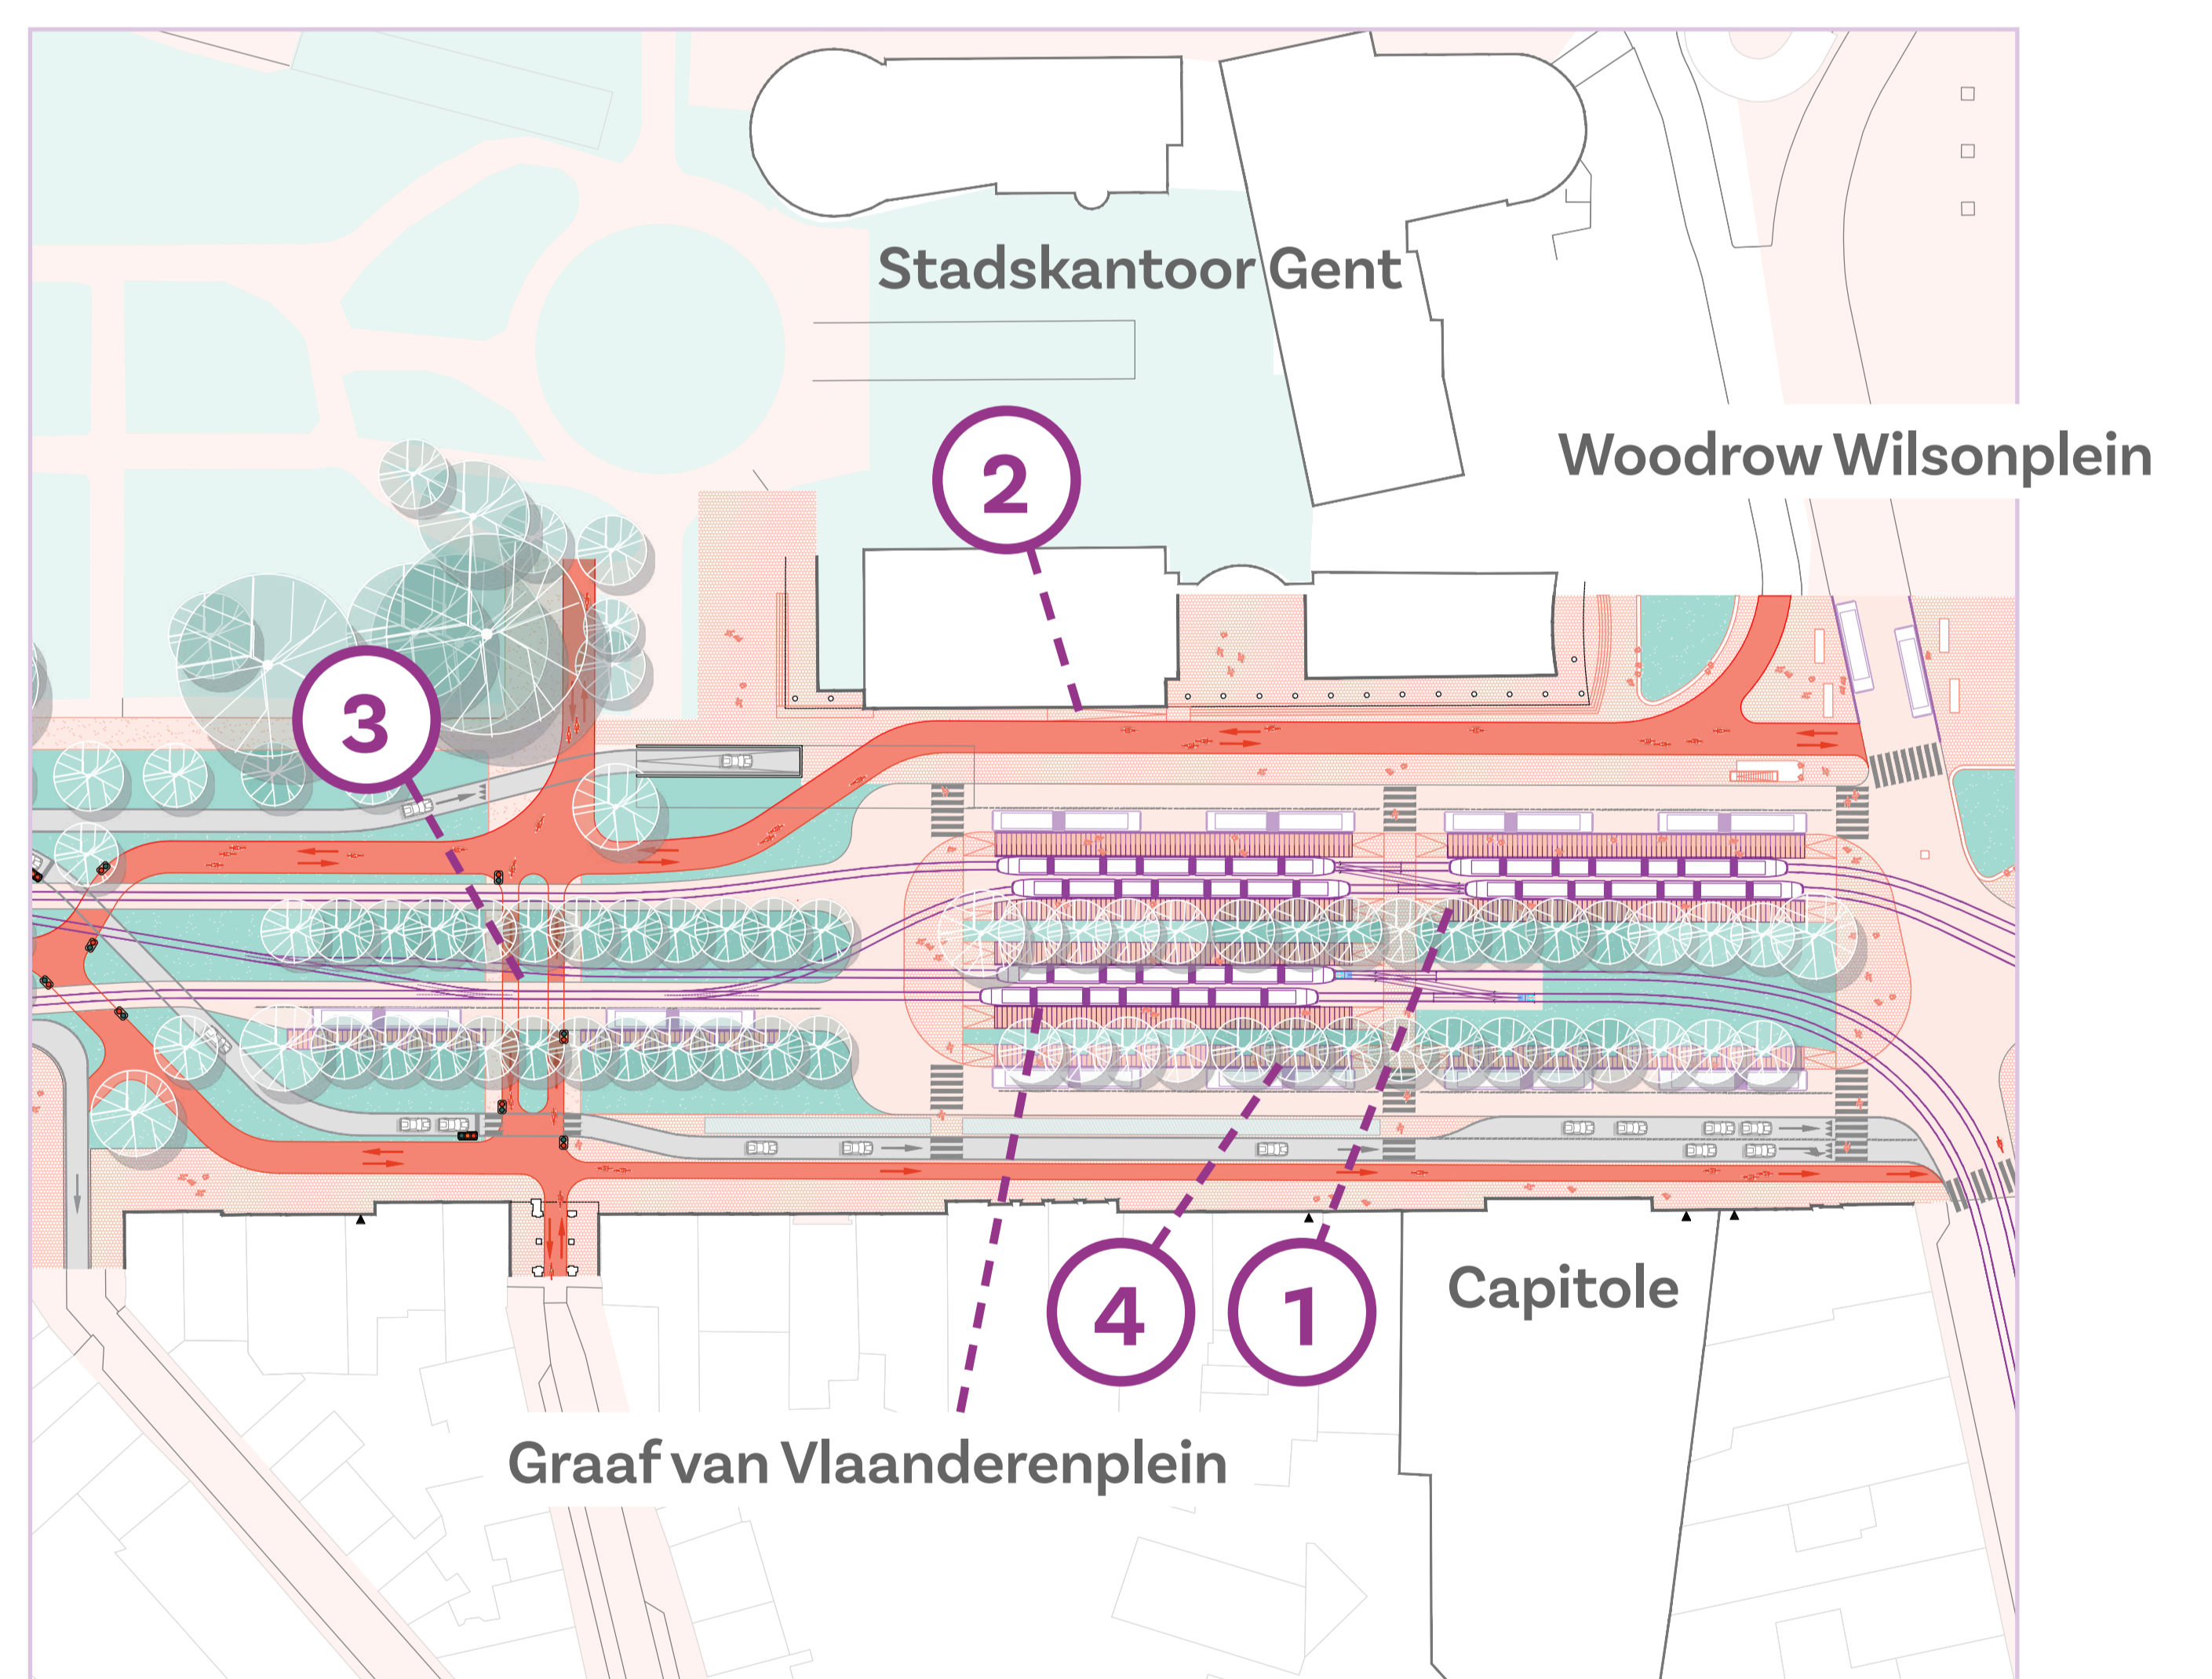 Stadskantoor Gent
2
Woodrow Wilsonplein
3
4
1
Capitole
Graaf van Vlaanderenplein